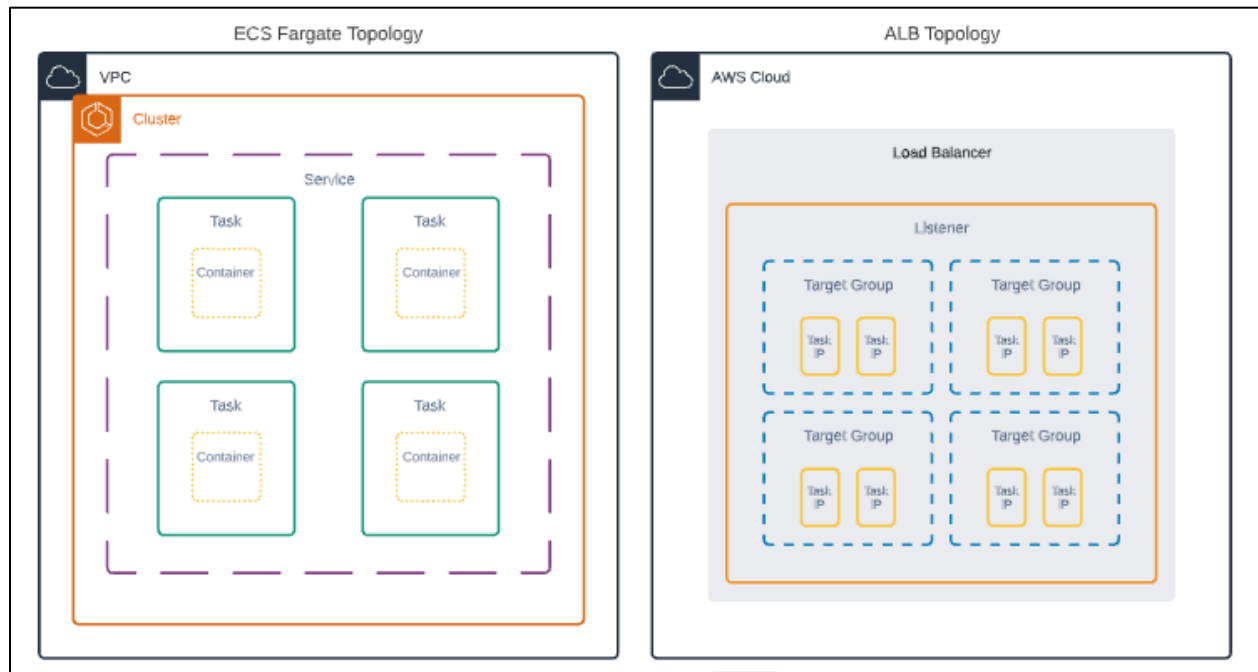 ECS Fargate Topology
VPC
Cluster
Service
Task
Container
Task
Container
Task
Container
Task
Container
ALB Topology
AWS Cloud
Load Balancer
Listener
Target Group
Task
IP
Task
IP
Target Group
Task
IP
Task
IP
Target Group
Task
IP
Task
IP
Target Group
Task
IP
Task
IP